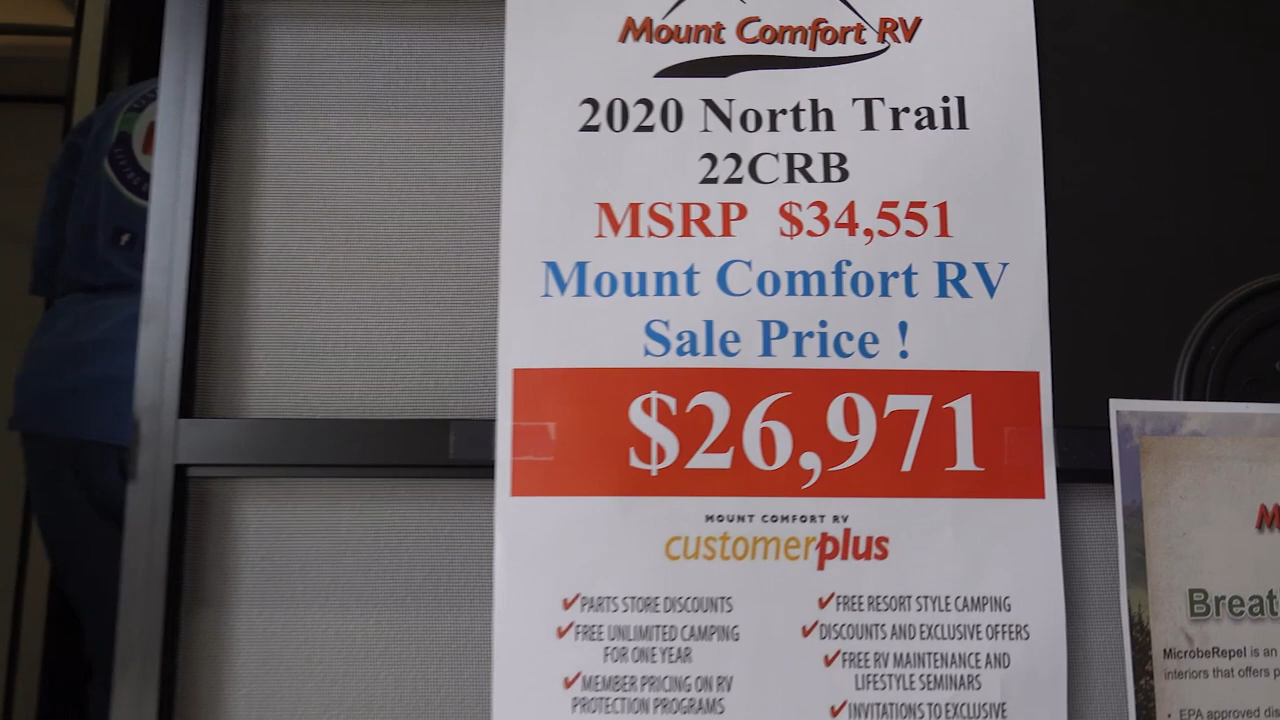 Mount Comfort RV
2020 North Trail
22CRB
MSRP $34,551
Mount Comfort RV
Sale Price !
$26,971
MOUNT COMFORT RV
customerplus
PARTS STORE DISCOUNTS
FREE UNLIMITED CAMPING
FOR ONE YEAR
MEMBER PRICING ON RV
PROTECTION PROGRAMS
FREE RESORT STYLE CAMPING
DISCOUNTS AND EXCLUSIVE OFFERS
FREE RV MAINTENANCE AND
LIFESTYLE SEMINARS
INVITATIONS TO EXCLUSIVE
M
Breat
MicrobeRepel is an
interiors that offers p
• EPA approved dis